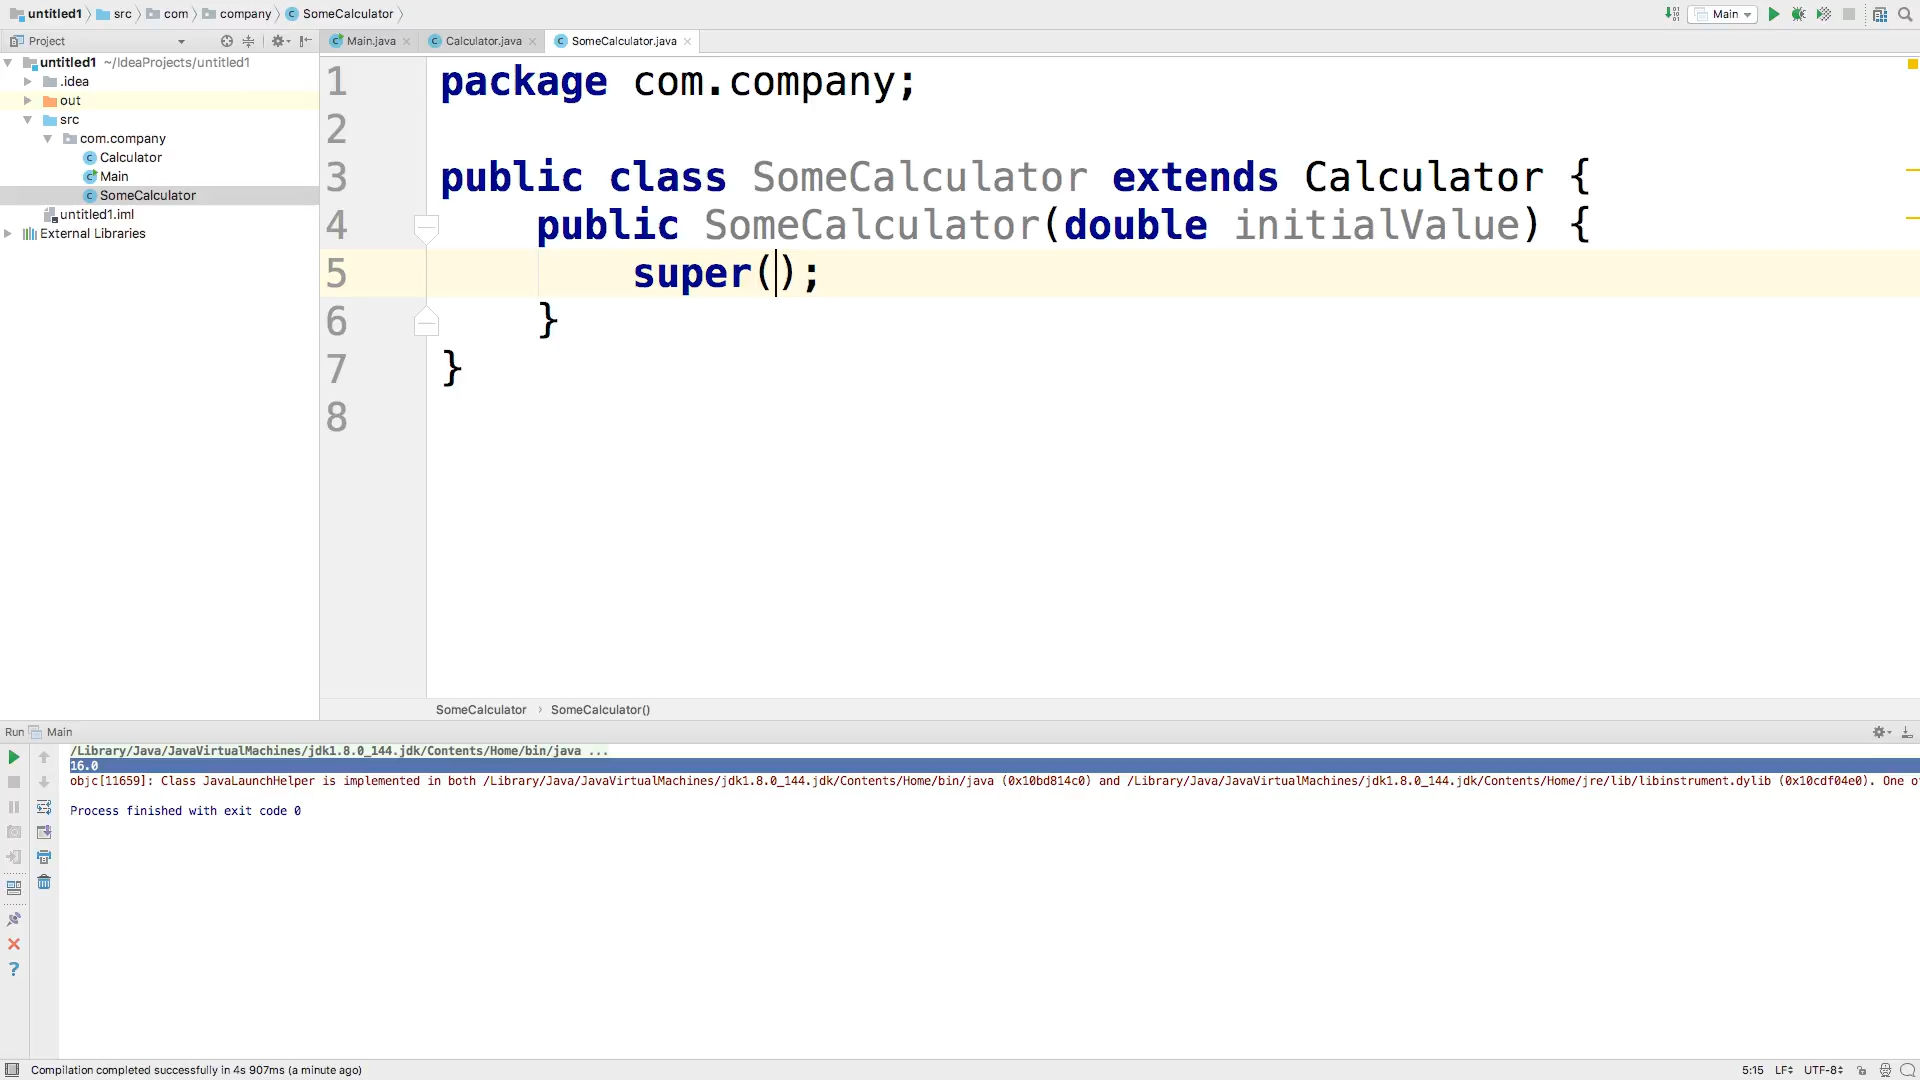 untitled1 src com company SomeCalculator
Main
Project
Main.java Calculator.java SomeCalculator.java
untitled1 ~/IdeaProjects/untitled1
.idea
out
src
com.company
Calculator
Main
SomeCalculator
untitled1.iml
External Libraries
1 package com.company;
2
3 public class SomeCalculator extends Calculator {
4 public SomeCalculator(double initialValue) {
5 super();
6 }
7 }
8
SomeCalculator › SomeCalculator()
Run Main
/Library/Java/JavaVirtualMachines/jdk1.8.0_144.jdk/Contents/Home/bin/java ...
16.0
objc[11659]: Class JavaLaunchHelper is implemented in both /Library/Java/JavaVirtualMachines/jdk1.8.0_144.jdk/Contents/Home/bin/java (0x10bd814c0) and /Library/Java/JavaVirtualMachines/jdk1.8.0_144.jdk/Contents/Home/jre/lib/libinstrument.dylib (0x10cdf04e0). One o
Process finished with exit code 0
Compilation completed successfully in 4s 907ms (a minute ago)
5:15 LF UTF-8